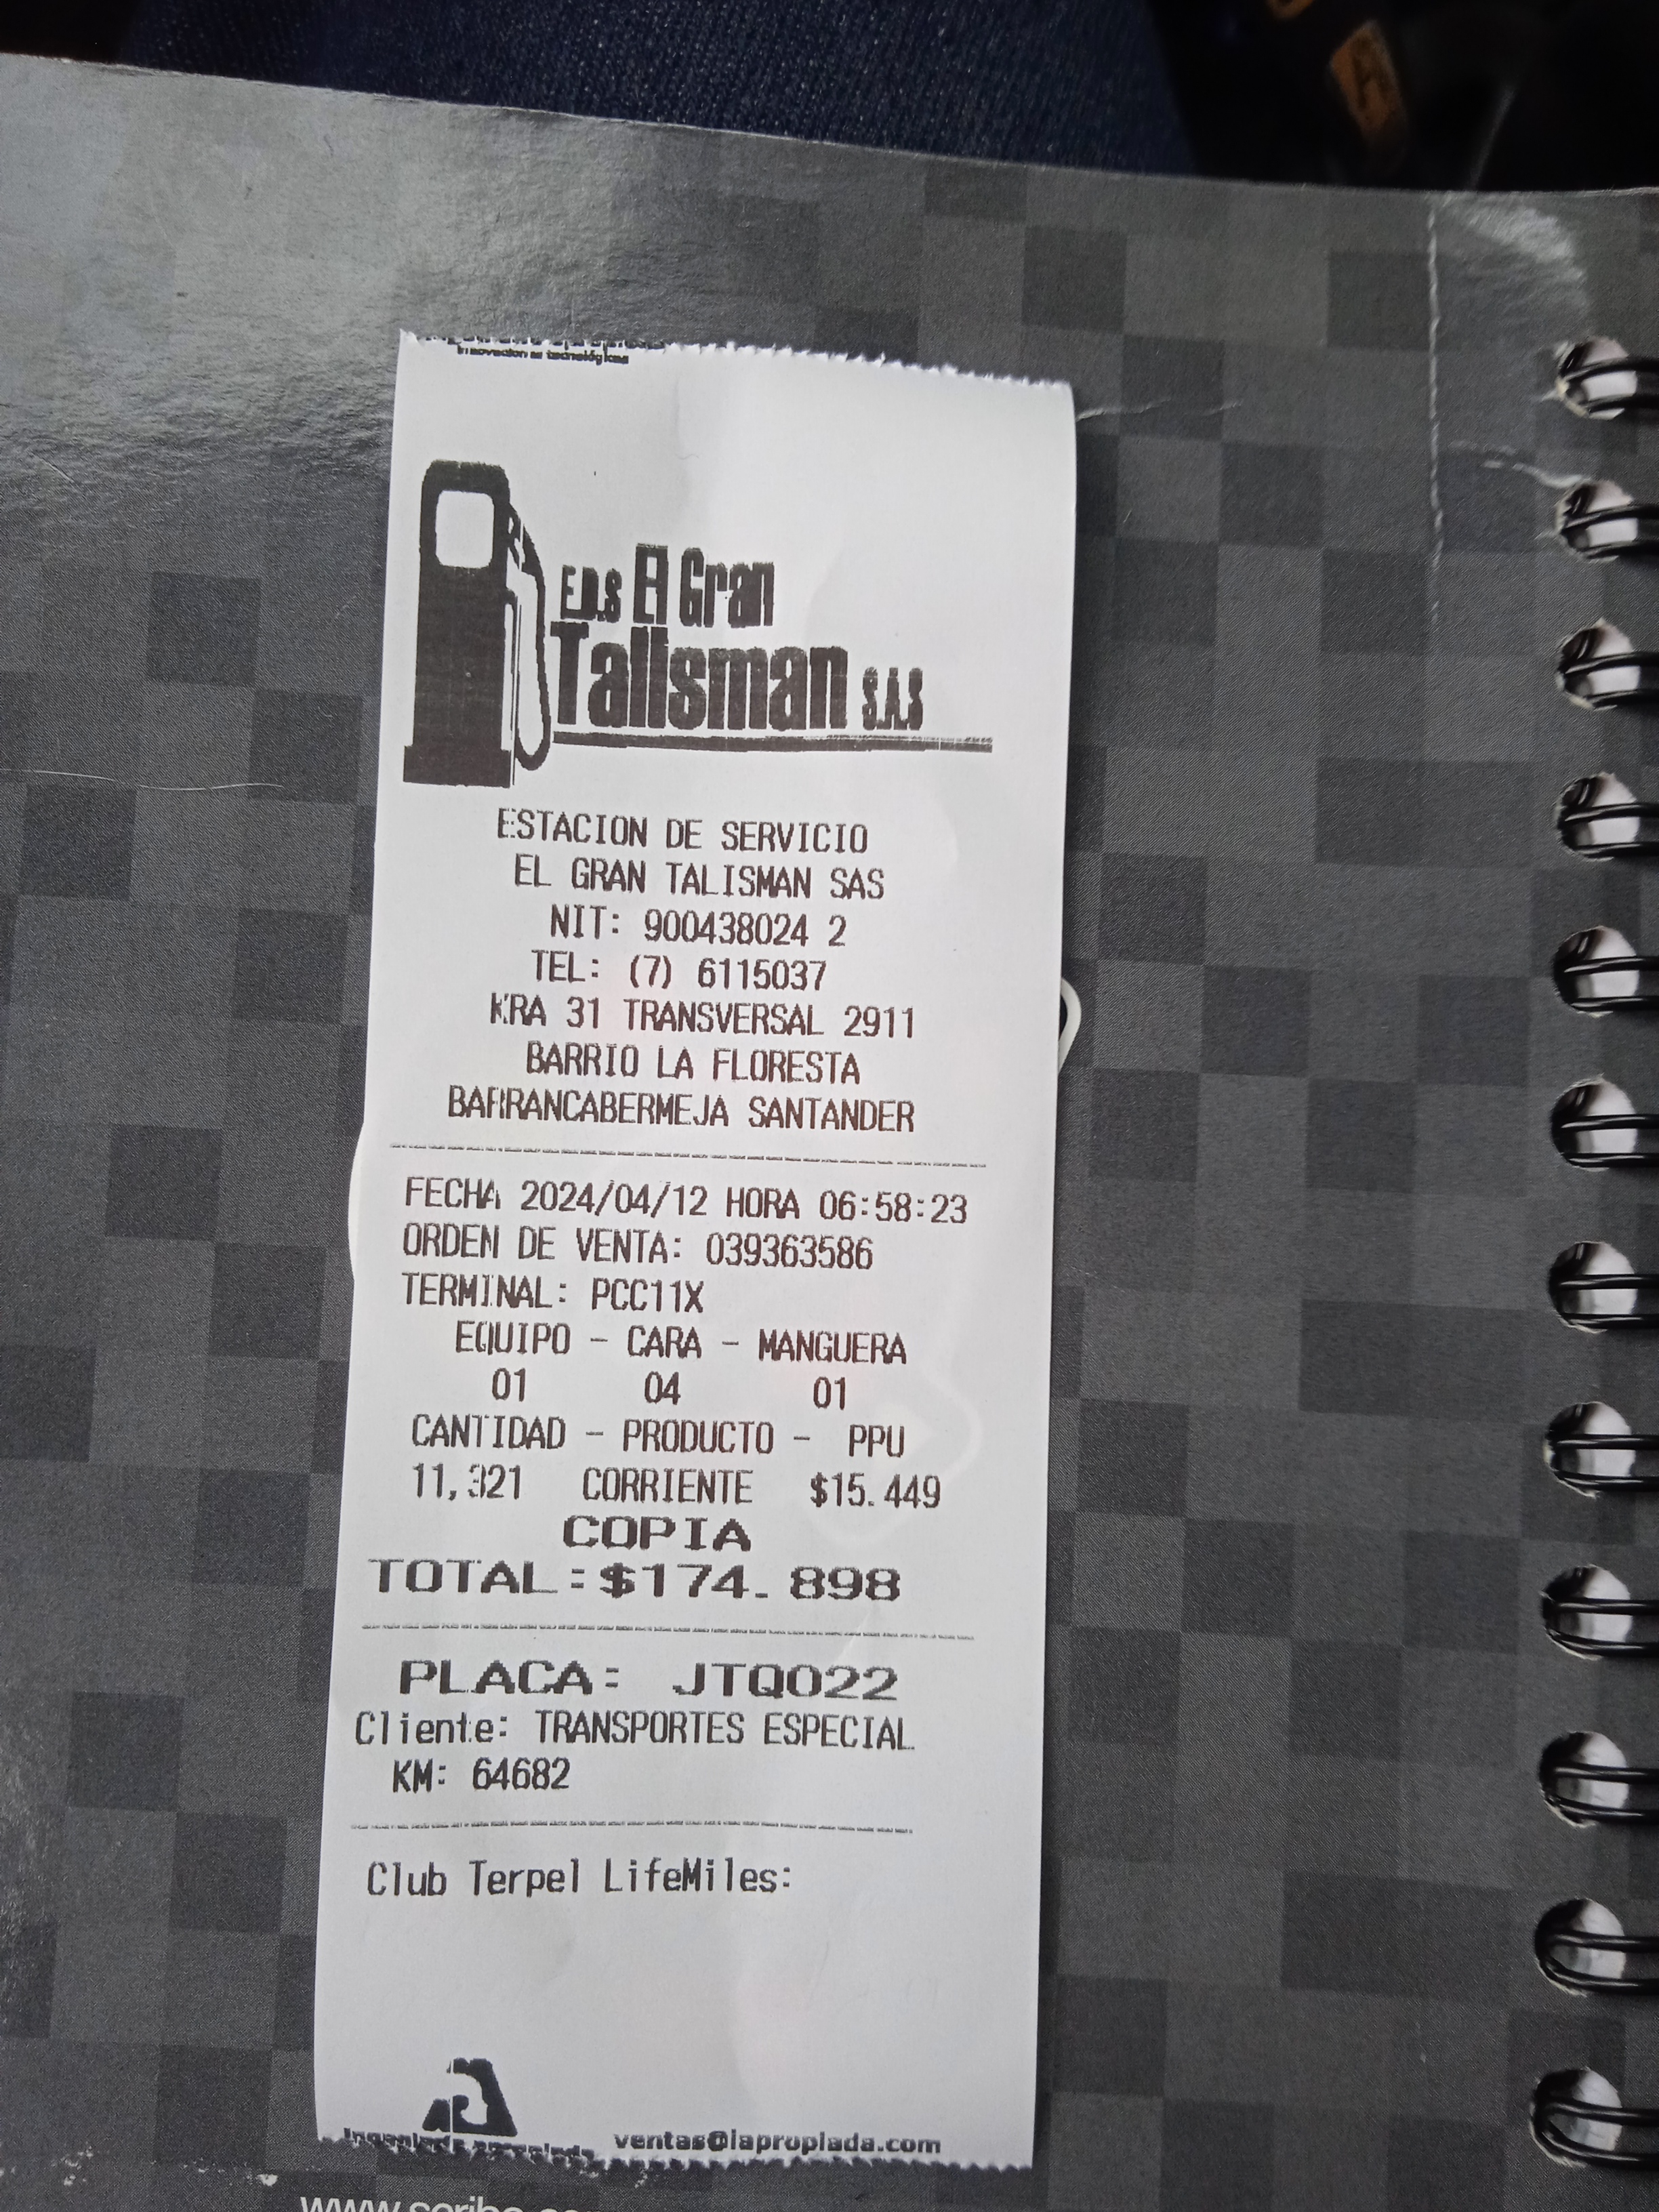 Innovaciones tecnológicas
E.D.S El Gran
Talisman S.A.S
ESTACION DE SERVICIO
EL GRAN TALISMAN SAS
NIT: 900438024 2
TEL: (7) 6115037
KRA 31 TRANSVERSAL 2911
BARRIO LA FLORESTA
BARRANCABERMEJA SANTANDER
FECHA 2024/04/12 HORA 06:58:23
ORDEN DE VENTA: 039363586
TERMINAL: PCC11X
EQUIPO - CARA - MANGUERA
01 04 01
CANTIDAD - PRODUCTO - PPU
11,321 CORRIENTE $15.449
COPIA
TOTAL:$174.898
PLACA: JTQ022
Cliente: TRANSPORTES ESPECIAL
KM: 64682
Club Terpel LifeMiles:
ventas@iapropiada.com